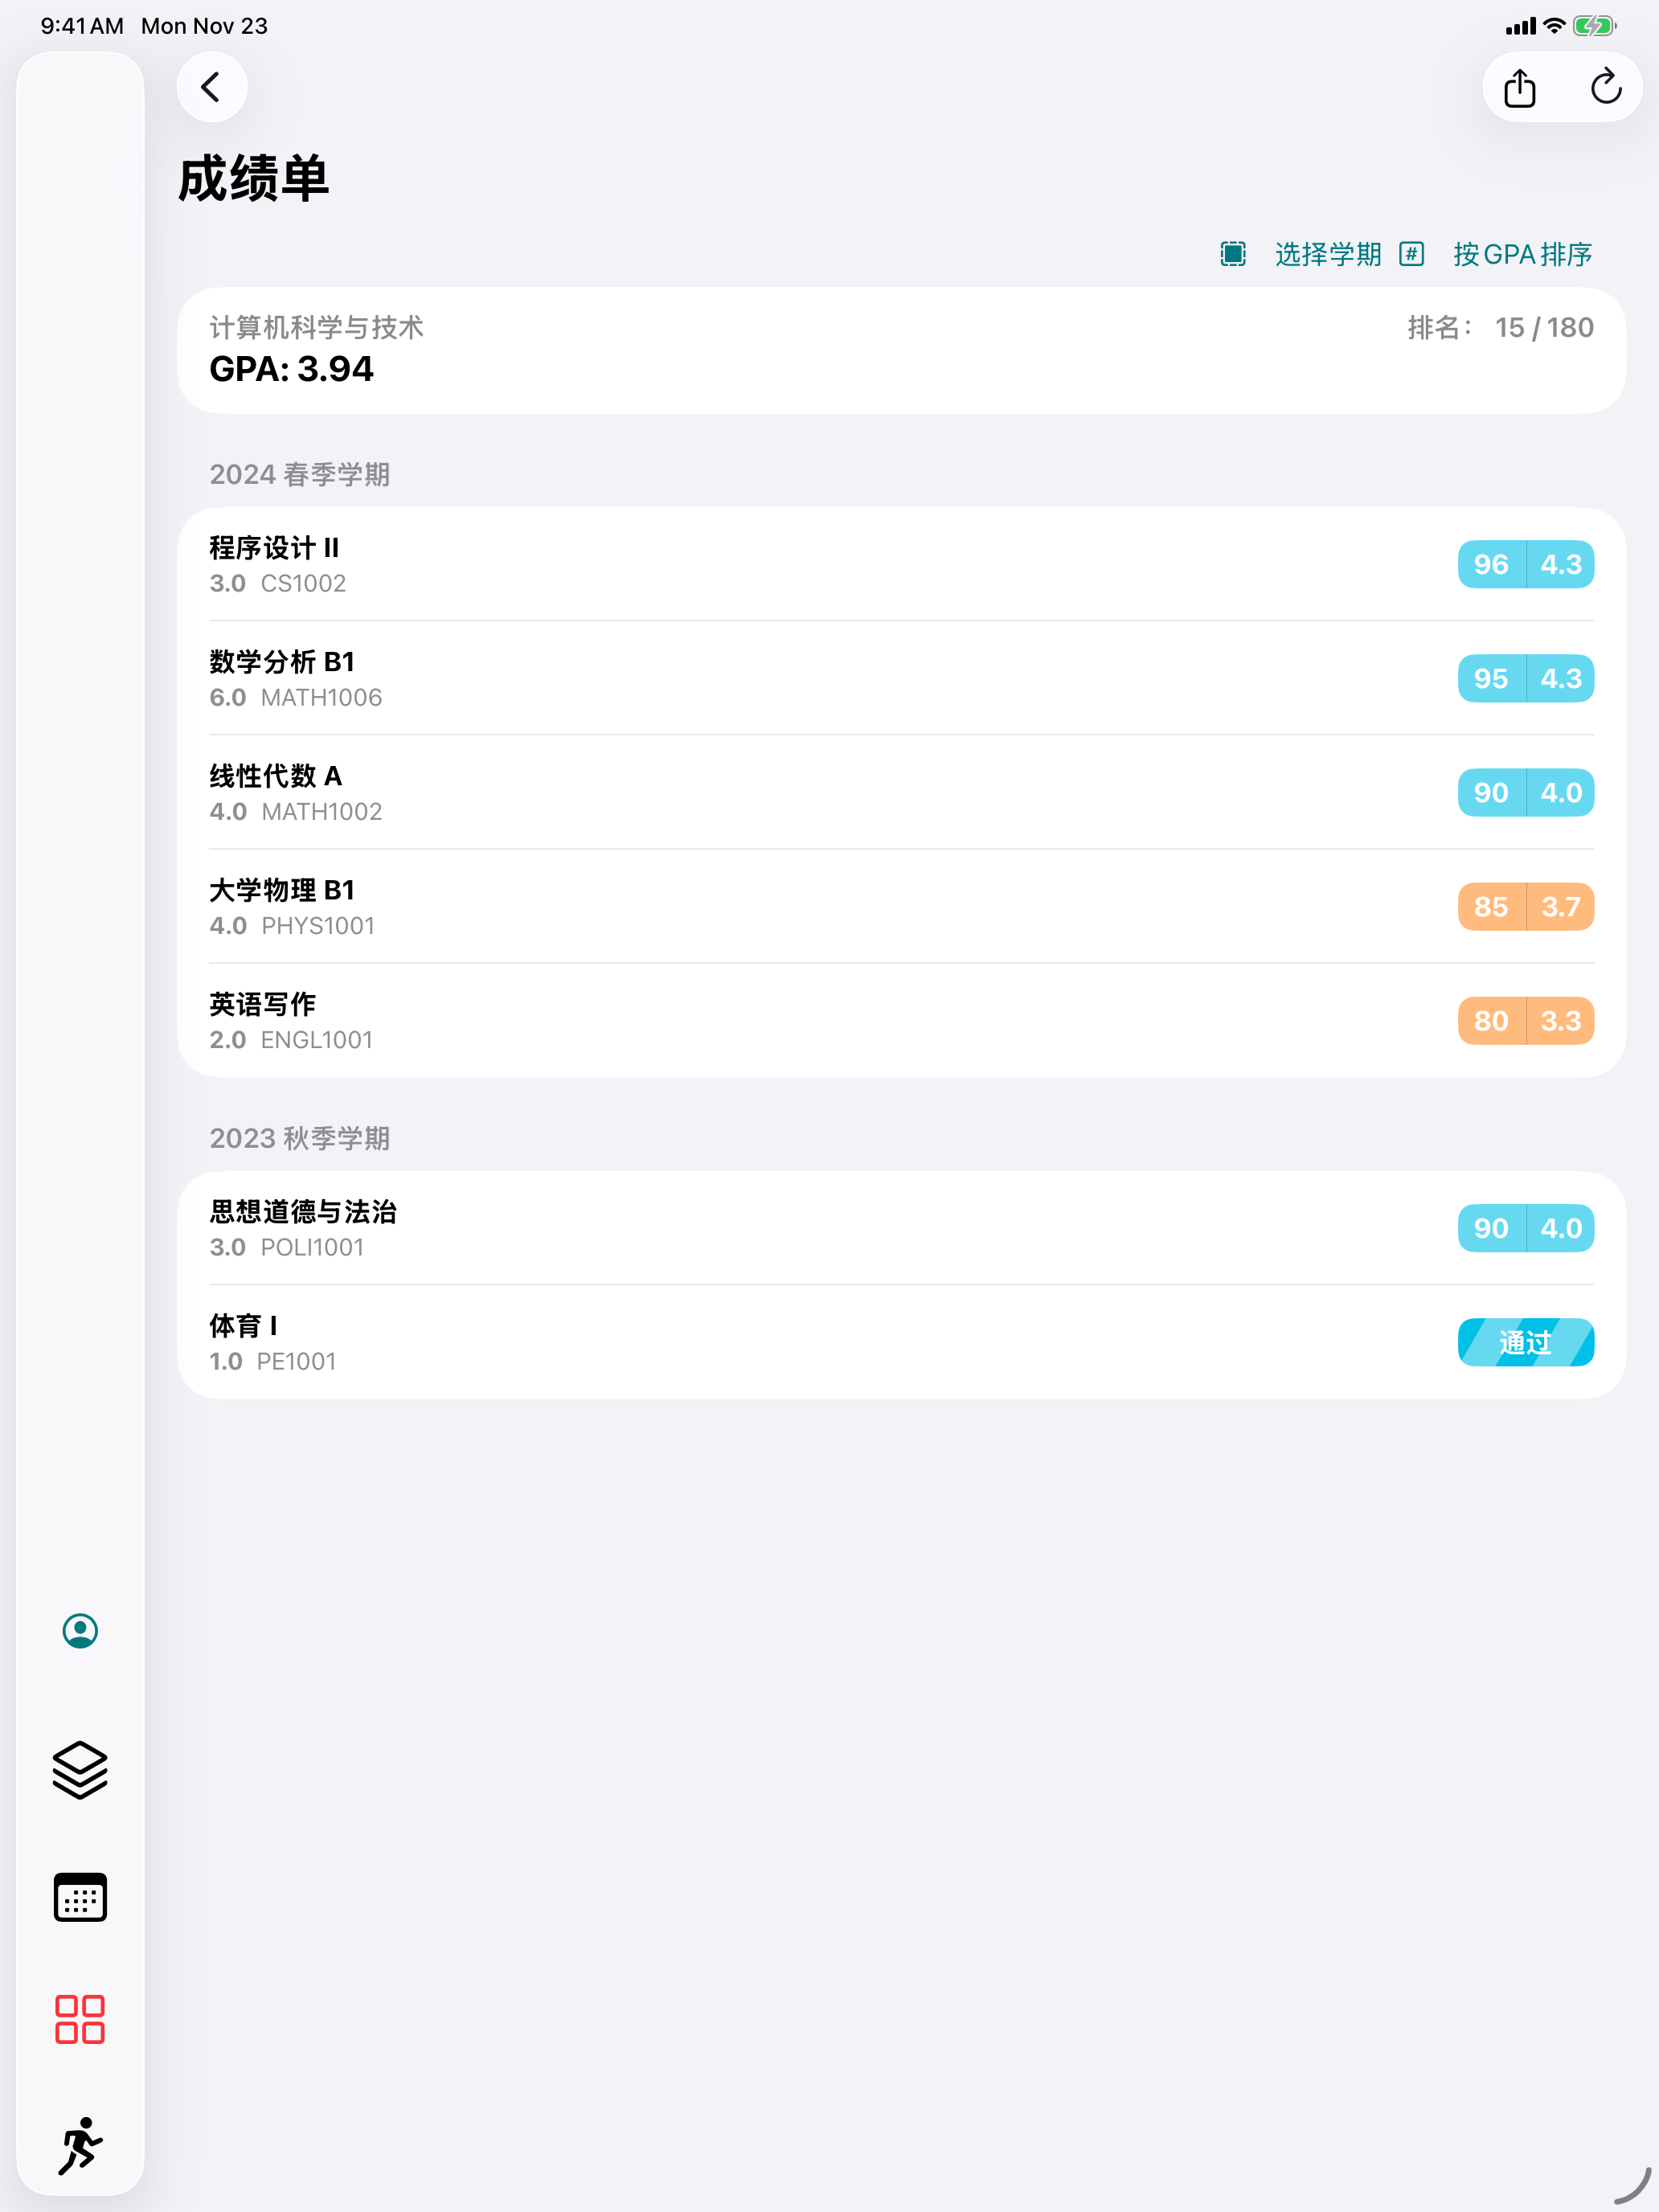 9:41 AM Mon Nov 23
成绩单
选择学期 # 按GPA排序
计算机科学与技术 排名： 15 / 180
GPA: 3.94
2024 春季学期
程序设计 II
3.0 CS1002
96 4.3
数学分析 B1
6.0 MATH1006
95 4.3
线性代数 A
4.0 MATH1002
90 4.0
大学物理 B1
4.0 PHYS1001
85 3.7
英语写作
2.0 ENGL1001
80 3.3
2023 秋季学期
思想道德与法治
3.0 POLI1001
90 4.0
体育 I
1.0 PE1001
通过